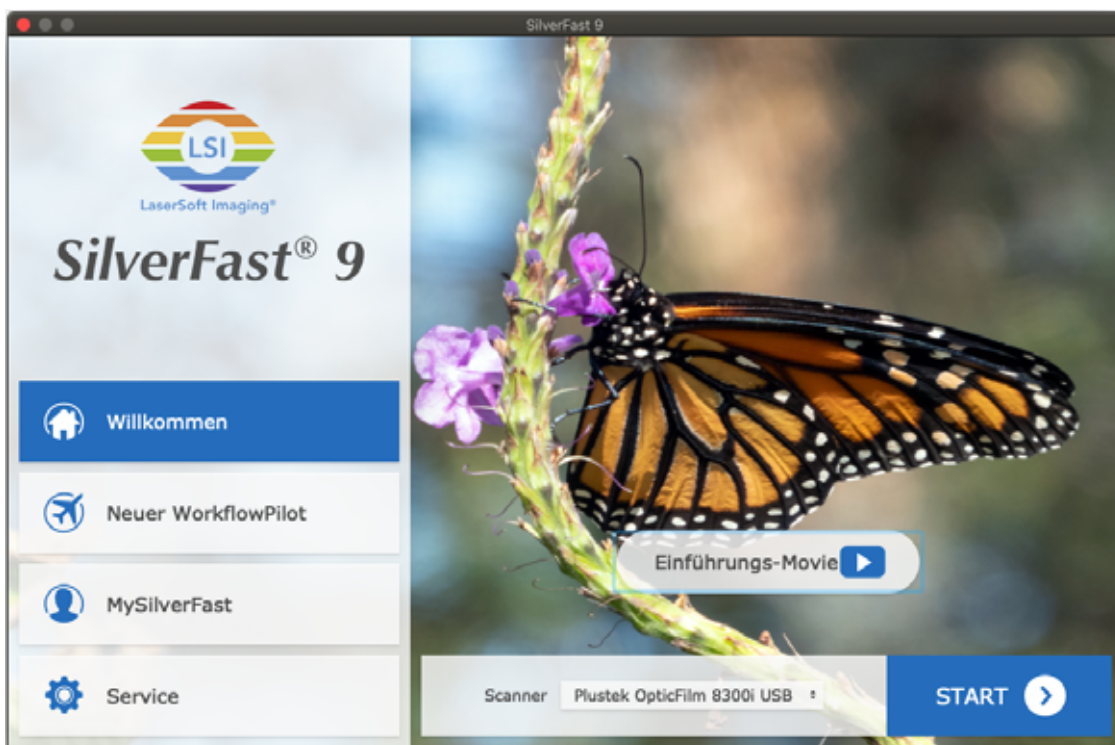 SilverFast 9
LSI
LaserSoft Imaging®
SilverFast® 9
Willkommen
Neuer WorkflowPilot
MySilverFast
Service
Einführungs-Movie
Scanner Plustek OpticFilm 8300i USB
START